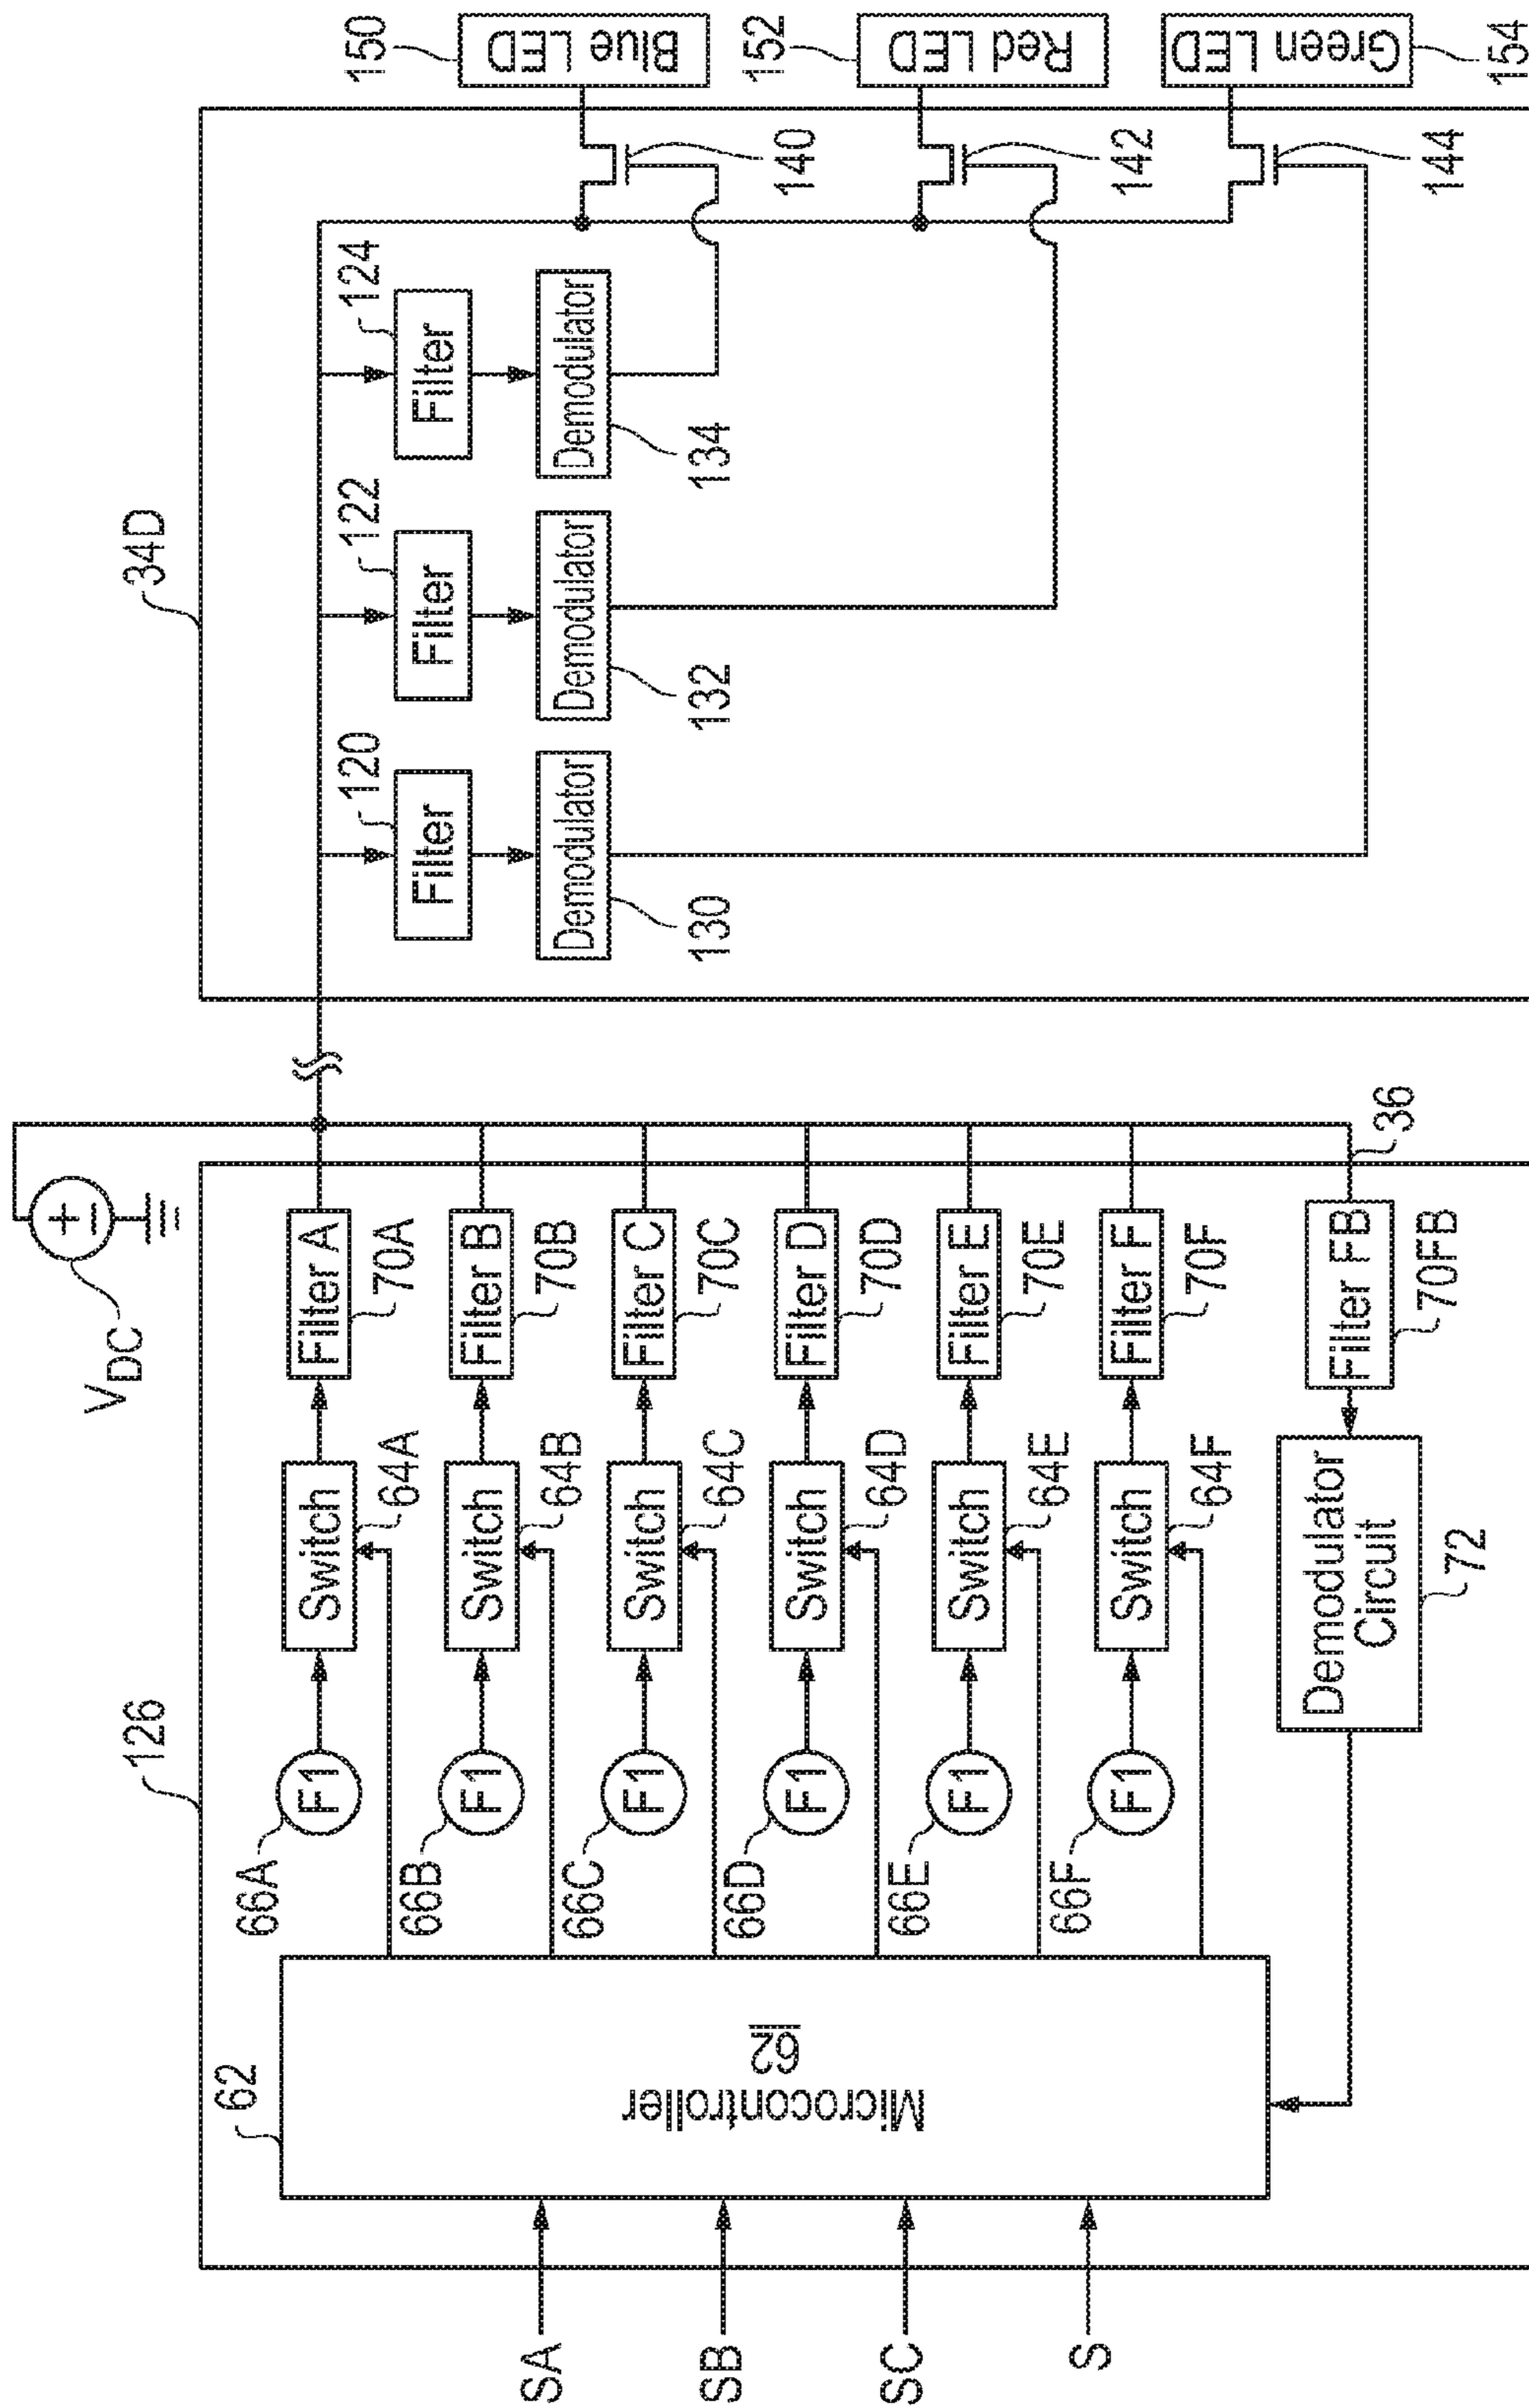 126
34D
VDC
62
Microcontroller
62
SA
SB
SC
S
66A
F1
Switch
64A
Filter A
70A
66B
F1
Switch
64B
Filter B
70B
66C
F1
Switch
64C
Filter C
70C
66D
F1
Switch
64D
Filter D
70D
66E
F1
Switch
64E
Filter E
70E
66F
F1
Switch
64F
Filter F
70F
Demodulator
Circuit
72
Filter FB
70FB
36
120
Filter
Demodulator
130
122
Filter
Demodulator
132
124
Filter
Demodulator
134
140
142
144
150
Blue LED
152
Red LED
Green LED
154